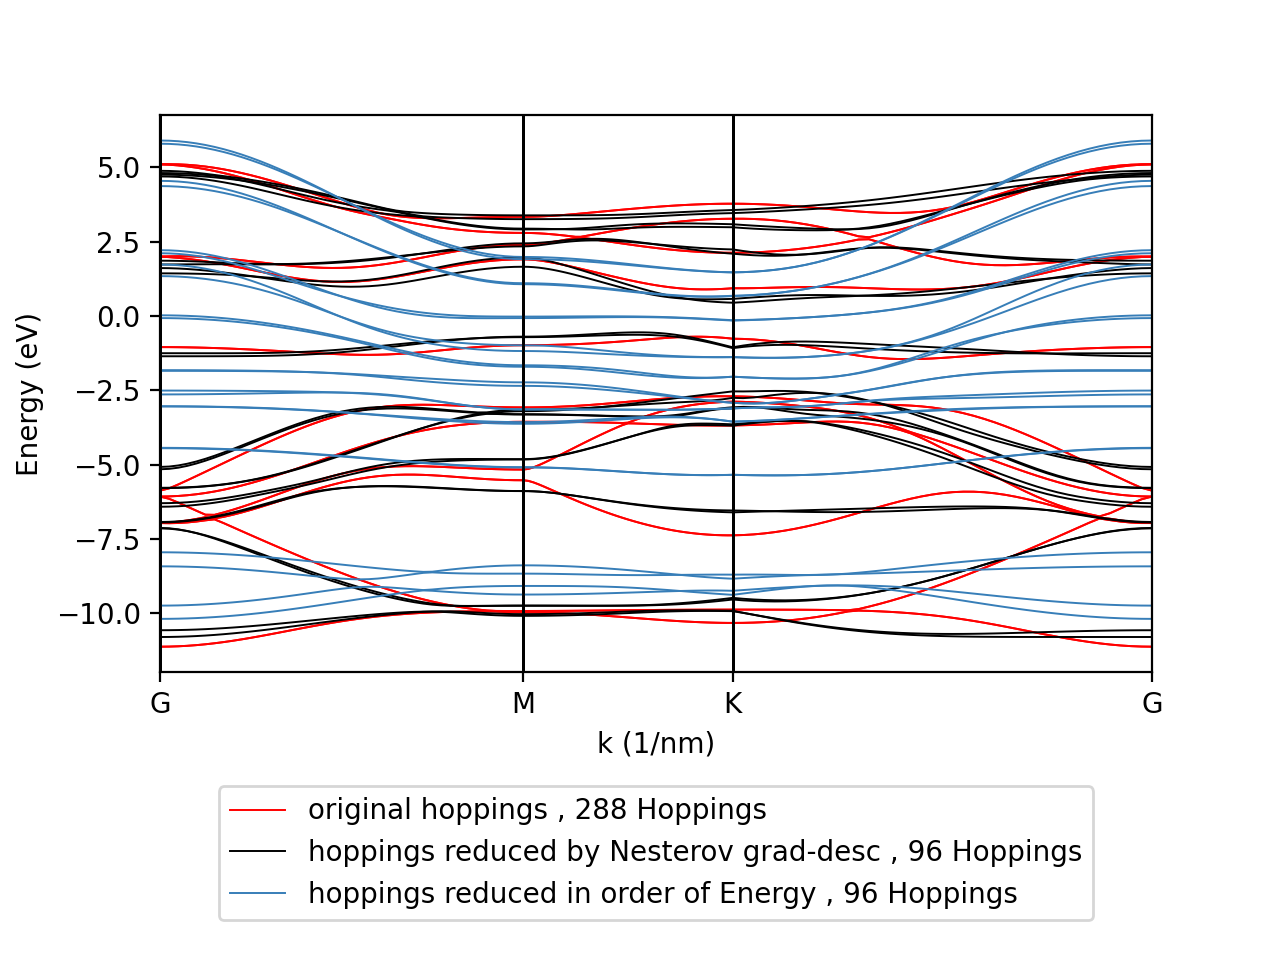 5.0
2.5
0.0
−2.5
−5.0
−7.5
−10.0
Energy (eV)
G M K G
k (1/nm)
original hoppings , 288 Hoppings
hoppings reduced by Nesterov grad-desc , 96 Hoppings
hoppings reduced in order of Energy , 96 Hoppings